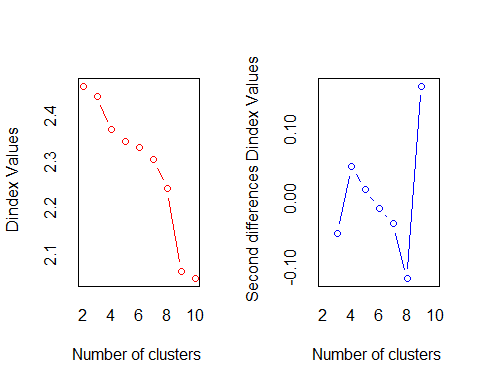 Dindex Values
2.4
2.3
2.2
2.1
2 4 6 8 10
Number of clusters
Second differences Dindex Values
0.10
0.00
-0.10
2 4 6 8 10
Number of clusters